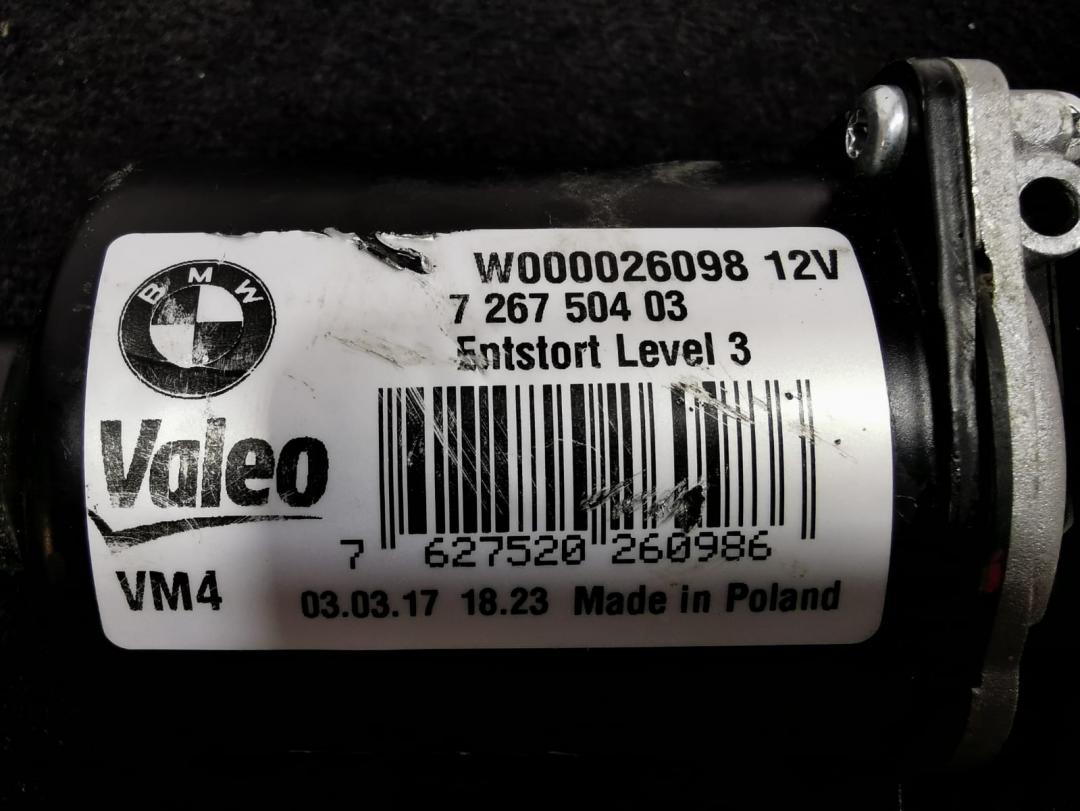 BMW
W000026098 12V
7 267 504 03
Entstort Level 3
Valeo
7 627520 260986
VM4
03.03.17 18.23 Made in Poland